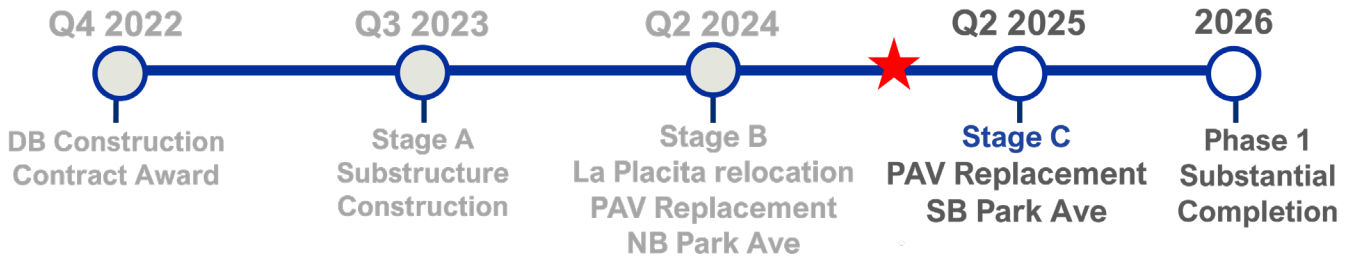 Q4 2022
DB Construction
Contract Award
Q3 2023
Stage A
Substructure
Construction
Q2 2024
Stage B
La Placita relocation
PAV Replacement
NB Park Ave
Q2 2025
Stage C
PAV Replacement
SB Park Ave
2026
Phase 1
Substantial
Completion